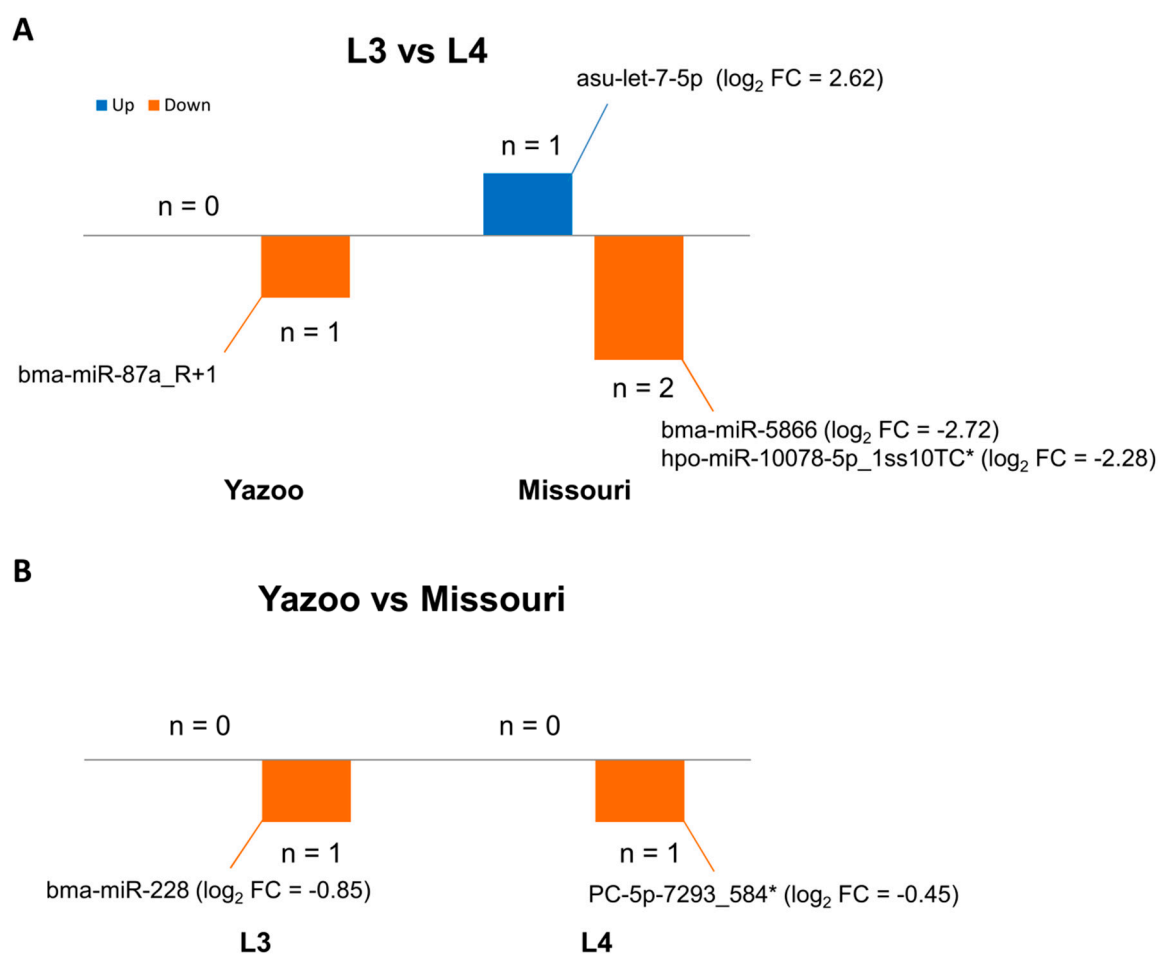 A
L3 vs L4
asu-let-7-5p (log₂ FC = 2.62)
Up Down
n = 1
n = 0
n = 1
bma-miR-87a_R+1
n = 2
bma-miR-5866 (log₂ FC = -2.72)
hpo-miR-10078-5p_1ss10TC* (log₂ FC = -2.28)
Yazoo Missouri
B
Yazoo vs Missouri
n = 0 n = 0
n = 1 n = 1
bma-miR-228 (log₂ FC = -0.85) PC-5p-7293_584* (log₂ FC = -0.45)
L3 L4